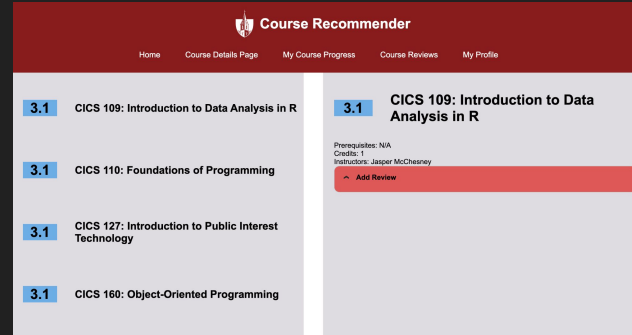 Course Recommender
Home Course Details Page My Course Progress Course Reviews My Profile
3.1 CICS 109: Introduction to Data Analysis in R
3.1 CICS 110: Foundations of Programming
3.1 CICS 127: Introduction to Public Interest
Technology
3.1 CICS 160: Object-Oriented Programming
3.1 CICS 109: Introduction to Data
Analysis in R
Prerequisites: N/A
Credits: 1
Instructors: Jasper McChesney
Add Review